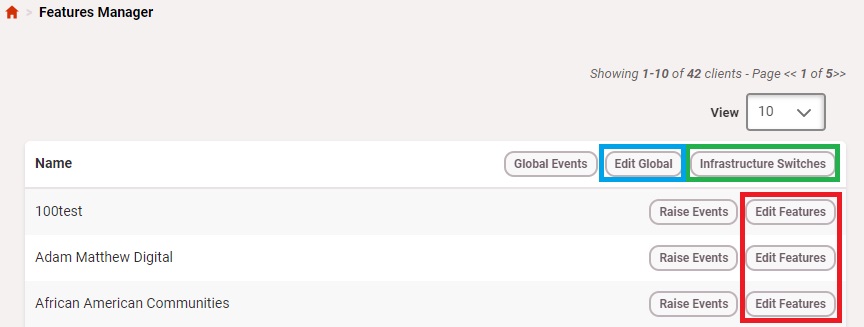 > Features Manager
Showing 1-10 of 42 clients - Page << 1 of 5>>
View 10
Name Global Events Edit Global Infrastructure Switches
100test Raise Events Edit Features
Adam Matthew Digital Raise Events Edit Features
African American Communities Raise Events Edit Features